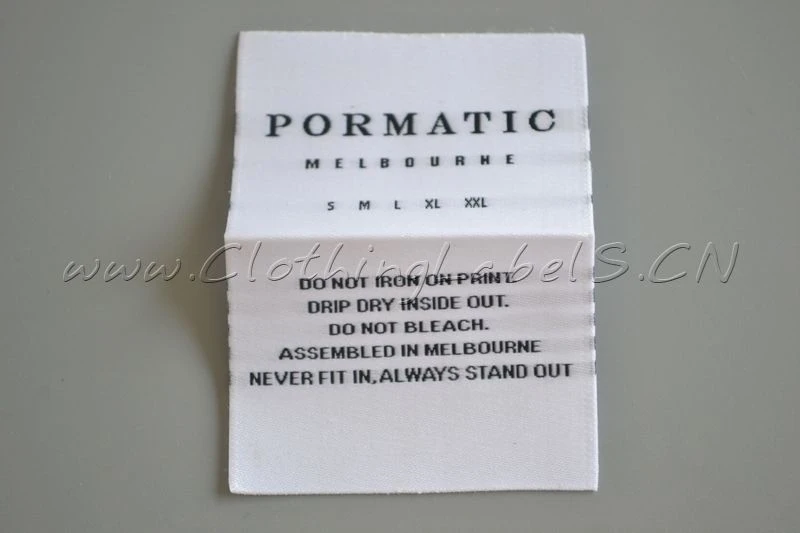 PORMATIC
MELBOURHE
S M L XL XXL
www.ClothingLabelS.CN
DO NOT IRON ON PRINT.
DRIP DRY INSIDE OUT.
DO NOT BLEACH.
ASSEMBLED IN MELBOURNE
NEVER FIT IN, ALWAYS STAND OUT